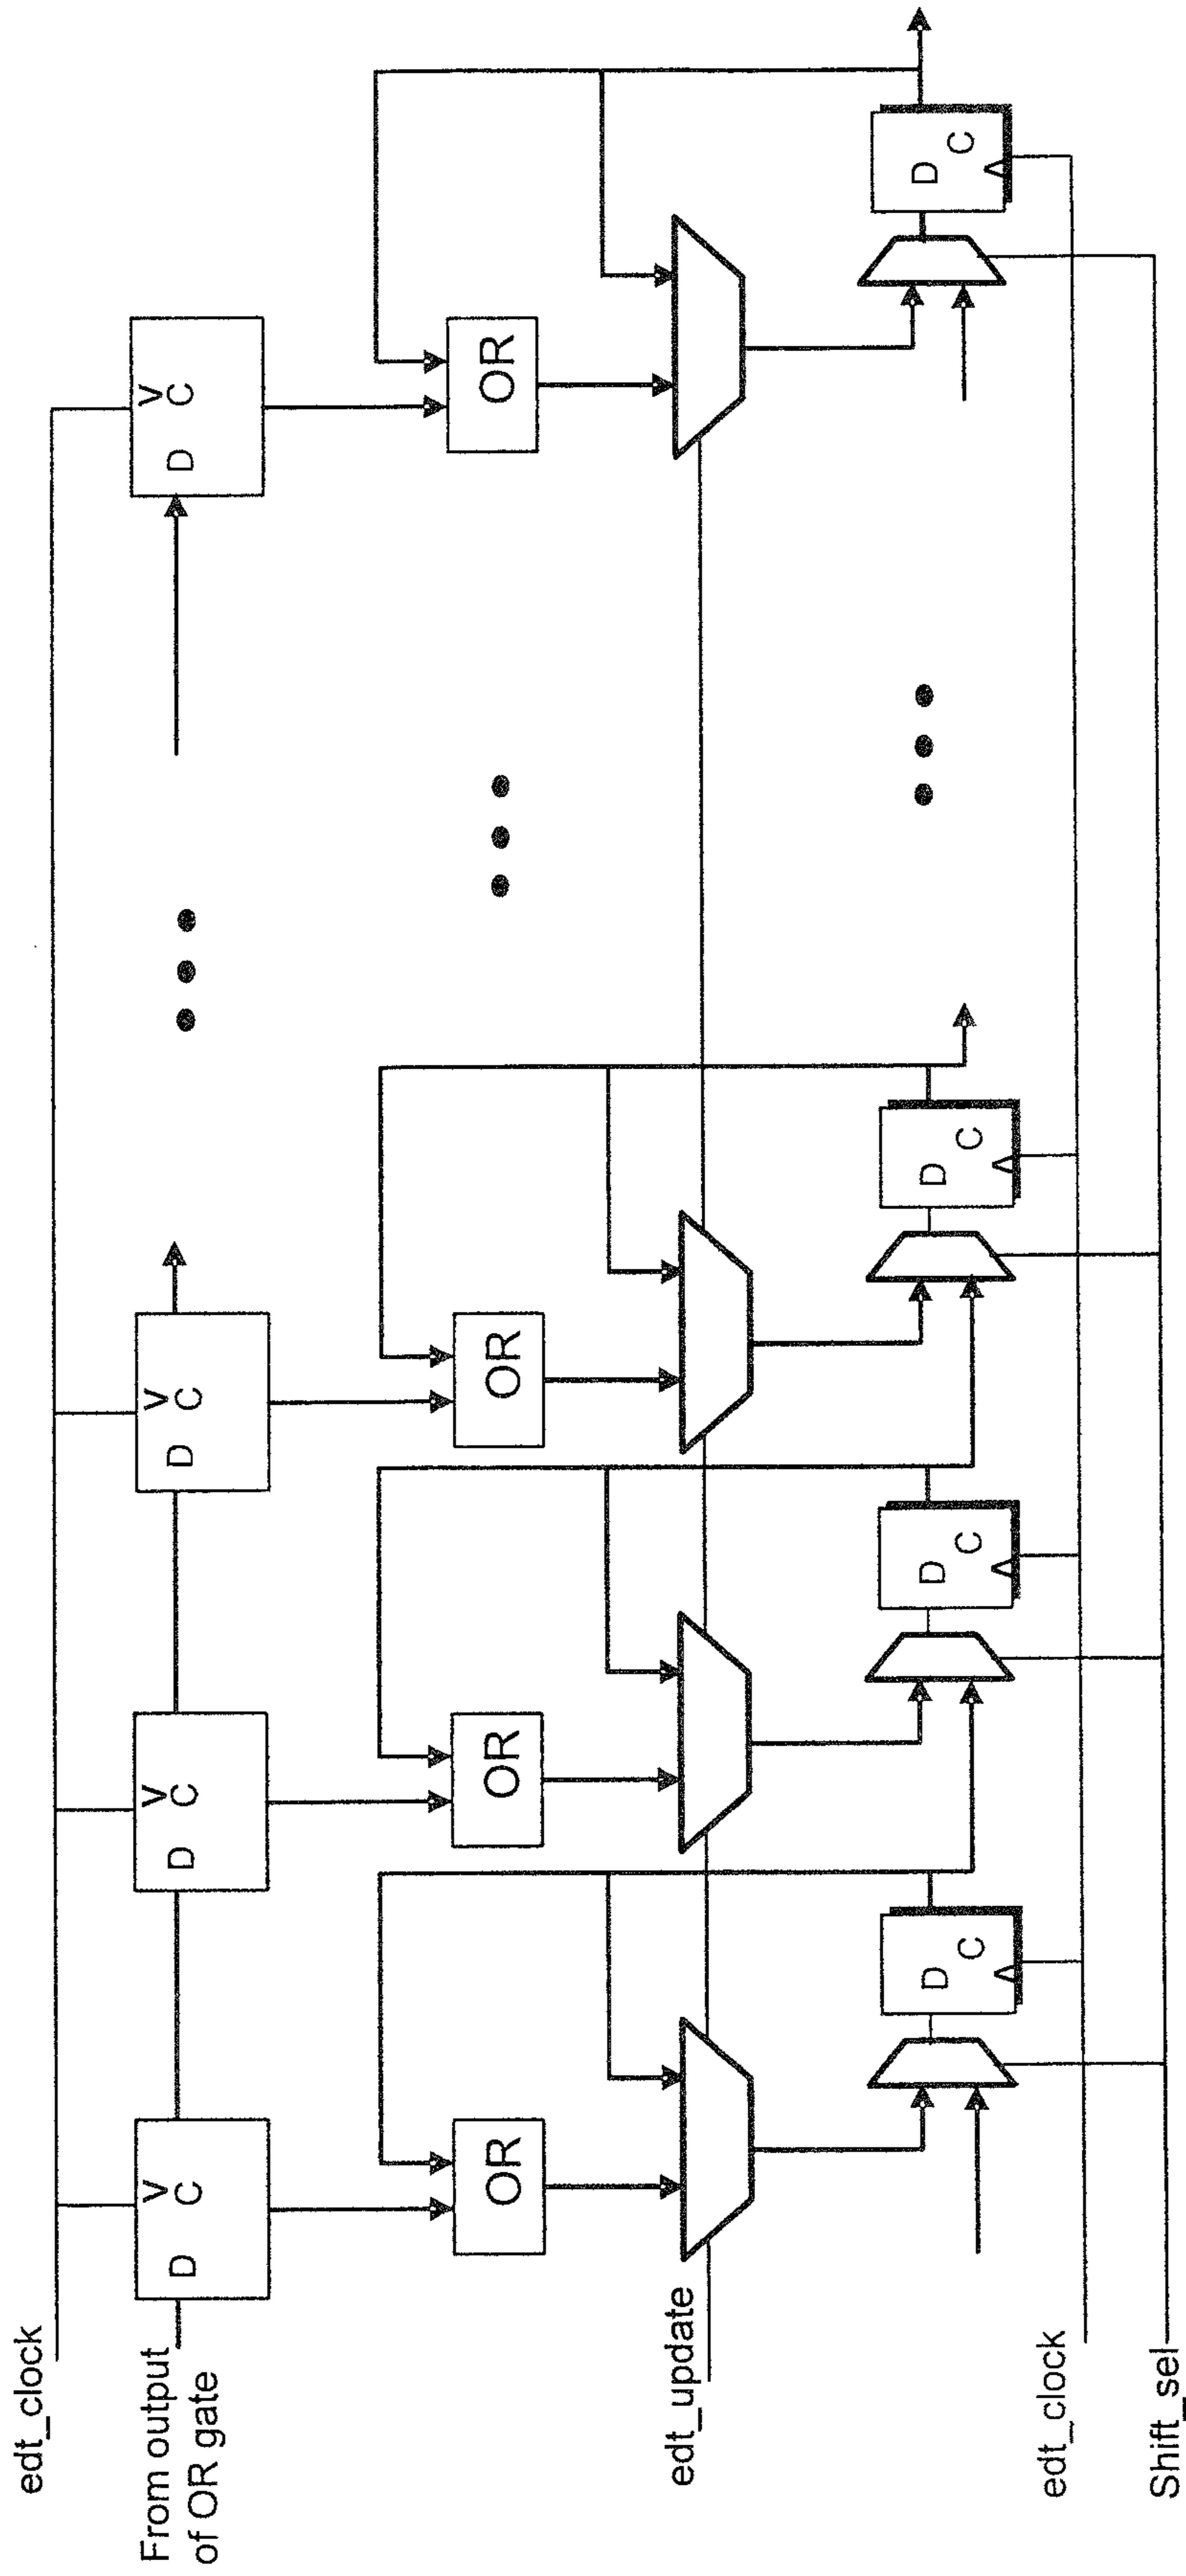 edt_clock
From output
of OR gate
D C
D C
D C
D C
OR
OR
OR
OR
edt_update
D C
D C
D C
D C
edt_clock
Shift_sel